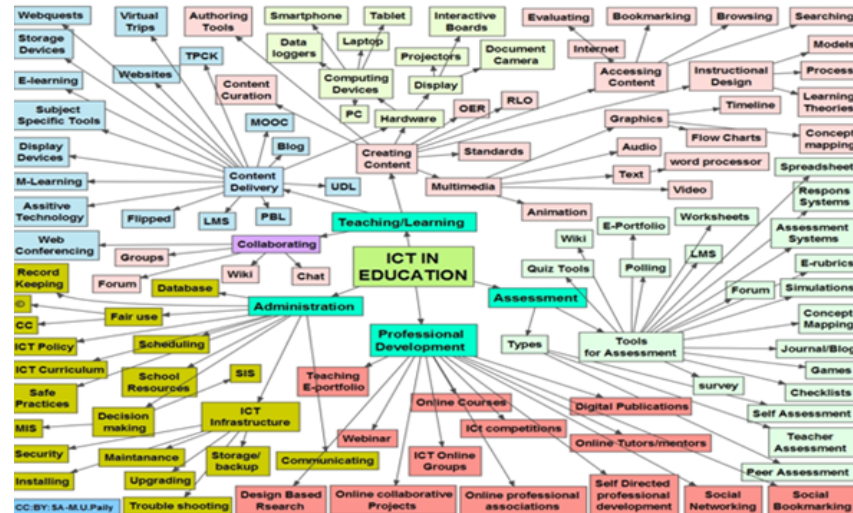 Webquests
Virtual
Trips
Authoring
Tools
Smartphone
Tablet
Interactive
Boards
Evaluating
Bookmarking
Browsing
Searching
Storage
Devices
TPCK
Data
loggers
Laptop
Projectors
Document
Camera
Internet
Models
E-learning
Websites
Content
Curation
Computing
Devices
Display
Accessing
Content
Instructional
Design
Process
Subject
Specific Tools
MOOC
PC
Hardware
OER
RLO
Graphics
Timeline
Learning
Theories
Display
Devices
Blog
Creating
Content
Standards
Audio
Flow Charts
Concept
mapping
M-Learning
Content
Delivery
UDL
Multimedia
Text
word processor
Spreadsheet
Assitive
Technology
Flipped
LMS
PBL
Animation
Video
Respons
Systems
Teaching/Learning
E-Portfolio
Worksheets
Web
Conferencing
Groups
Collaborating
ICT IN
EDUCATION
Wiki
Assessment
Systems
Record
Keeping
Forum
Wiki
Chat
Quiz Tools
Polling
LMS
E-rubrics
Database
Assessment
Forum
Simulations
©
CC
Fair use
Administration
Professional
Development
Types
Tools
for Assessment
Concept
Mapping
ICT Policy
Scheduling
Journal/Blog
ICT Curriculum
School
Resources
SIS
Teaching
E-portfolio
survey
Games
Safe
Practices
Decision
making
Online Courses
Digital Publications
Checklists
Self Assessment
MIS
ICT
Infrastructure
Webinar
ICt competitions
Online Tutors/mentors
Teacher
Assessment
Security
Maintanance
Storage/
backup
Communicating
ICT Online
Groups
Peer Assessment
Installing
Upgrading
Design Based
Rsearch
Online collaborative
Projects
Online professional
associations
Self Directed
professional
development
Social
Networking
Social
Bookmarking
CC:BY:SA-M.U.Paily
Trouble shooting